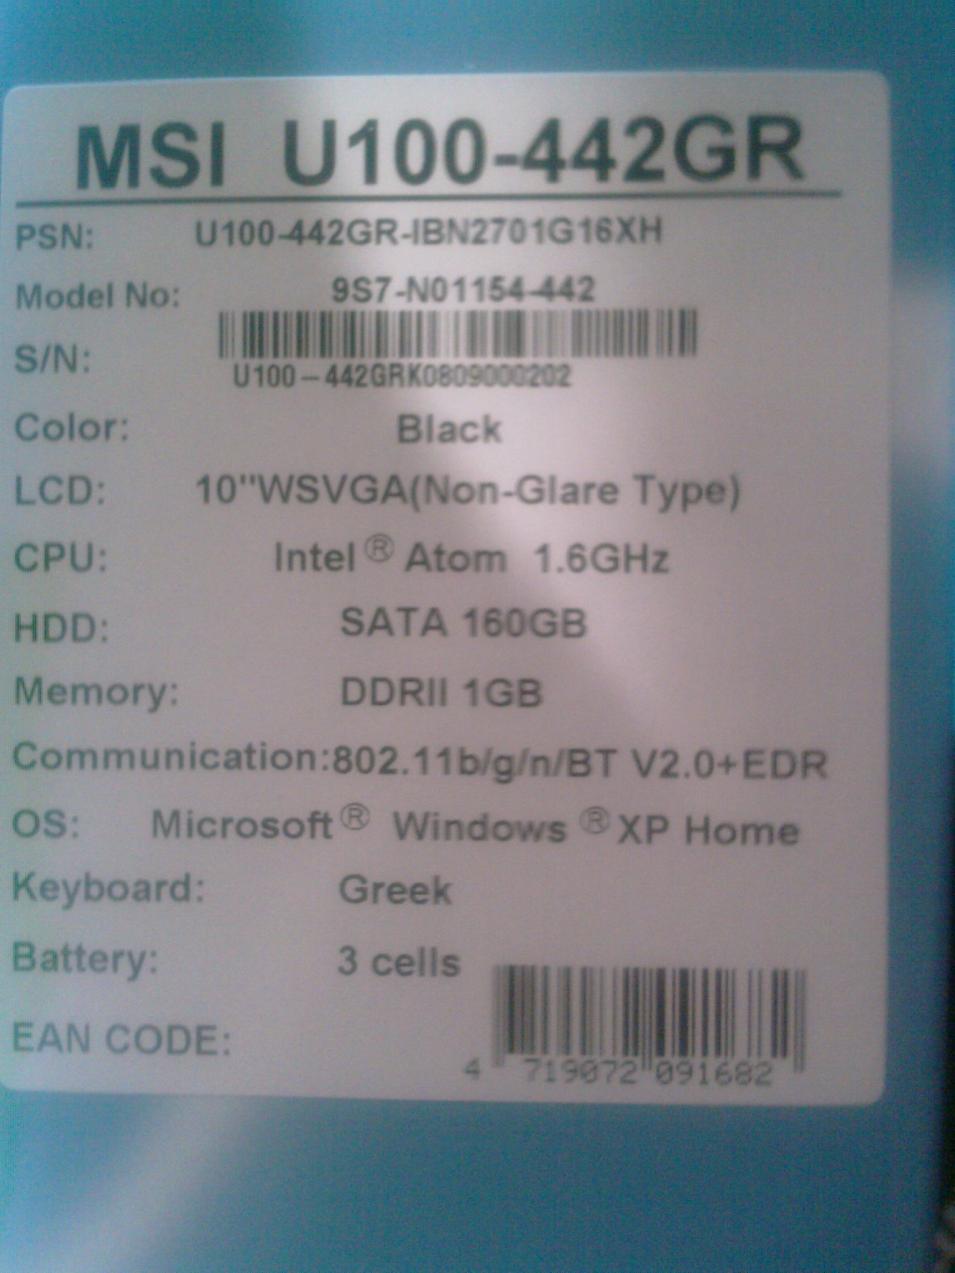 MSI U100-442GR
PSN: U100-442GR-IBN2701G16XH
Model No: 9S7-N01154-442
S/N: U100-442GRK0809000202
Color: Black
LCD: 10"WSVGA(Non-Glare Type)
CPU: Intel® Atom 1.6GHz
HDD: SATA 160GB
Memory: DDRII 1GB
Communication:802.11b/g/n/BT V2.0+EDR
OS: Microsoft® Windows® XP Home
Keyboard: Greek
Battery: 3 cells
EAN CODE: 4 719072 091682